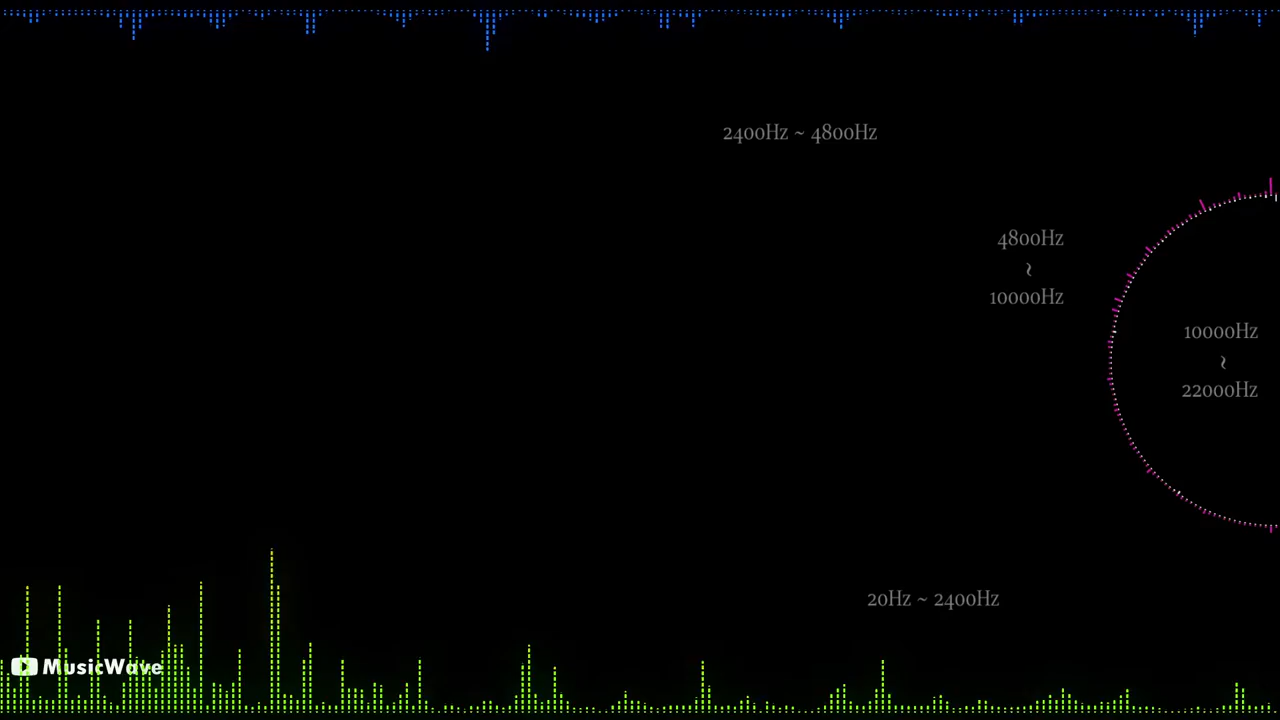 2400Hz ~ 4800Hz
4800Hz
~
10000Hz
10000Hz
~
22000Hz
20Hz ~ 2400Hz
MusicWave